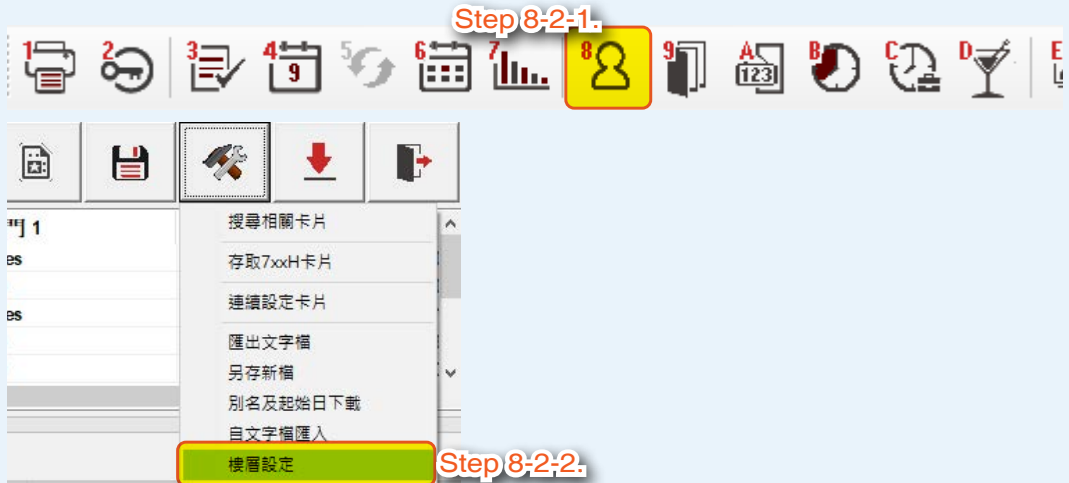 Step 8-2-1.
1 2 3 4 5 6 7 8 9 A B C D E
9 123
門] 1
es
es
搜尋相關卡片
存取7xxH卡片
連續設定卡片
匯出文字檔
另存新檔
別名及起始日下載
自文字檔匯入
樓層設定
Step 8-2-2.